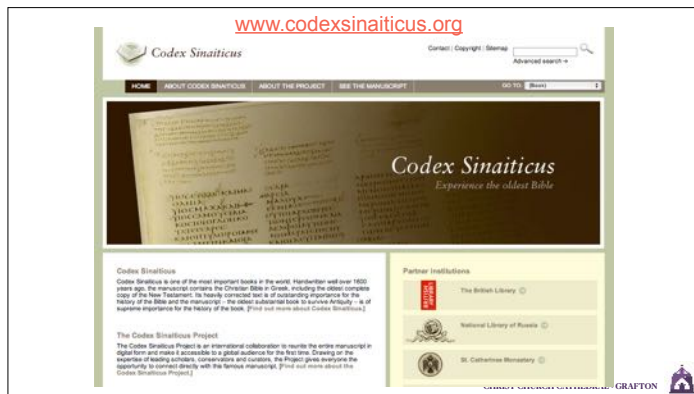 www.codexsinaiticus.org
Codex Sinaiticus
Contact | Copyright | Sitemap
Advanced search →
HOME ABOUT CODEX SINAITICUS ABOUT THE PROJECT SEE THE MANUSCRIPT GO TO: (Book)
Codex Sinaiticus
Experience the oldest Bible
Codex Sinaiticus
Codex Sinaiticus is one of the most important books in the world. Handwritten well over 1600
years ago, the manuscript contains the Christian Bible in Greek, including the oldest complete
copy of the New Testament. Its heavily corrected text is of outstanding importance for the
history of the Bible and the manuscript – the oldest substantial book to survive Antiquity – is of
supreme importance for the history of the book. [Find out more about Codex Sinaiticus.]
The Codex Sinaiticus Project
The Codex Sinaiticus Project is an international collaboration to reunite the entire manuscript in
digital form and make it accessible to a global audience for the first time. Drawing on the
expertise of leading scholars, conservators and curators, the Project gives everyone the
opportunity to connect directly with this famous manuscript. [Find out more about the
Codex Sinaiticus Project.]
Partner Institutions
BRITISH LIBRARY
The British Library
National Library of Russia
St. Catherines Monastery
CHRIST CHURCH CATHEDRAL GRAFTON